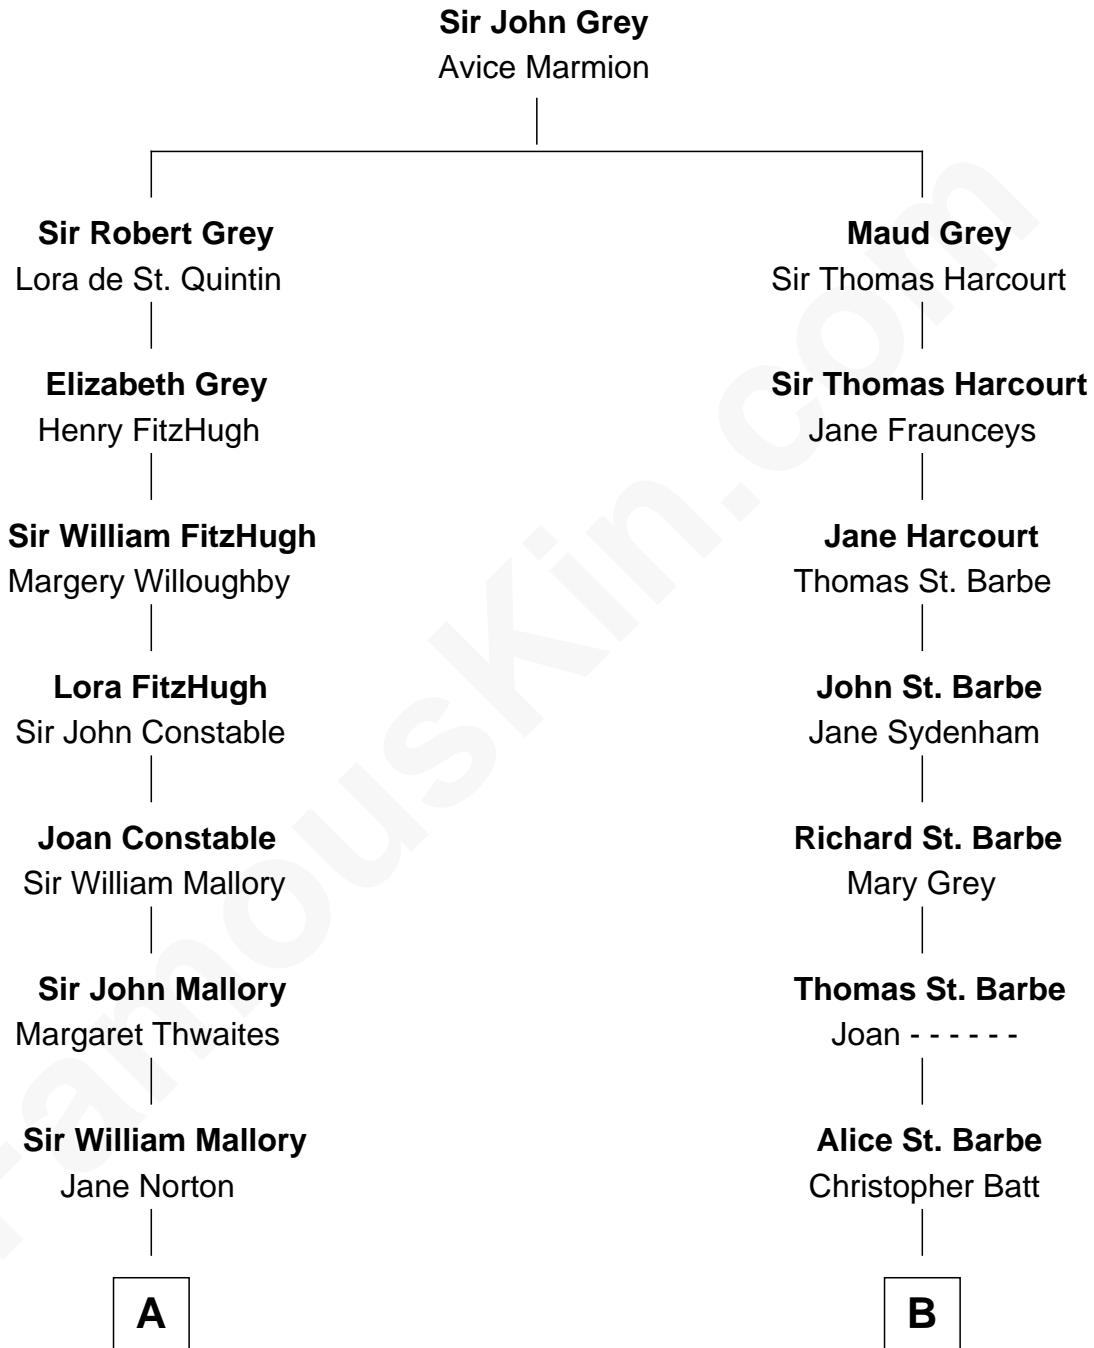 Sir John Grey
Avice Marmion
Sir Robert Grey
Lora de St. Quintin
Elizabeth Grey
Henry FitzHugh
Sir William FitzHugh
Margery Willoughby
Lora FitzHugh
Sir John Constable
Joan Constable
Sir William Mallory
Sir John Mallory
Margaret Thwaites
Sir William Mallory
Jane Norton
A
Maud Grey
Sir Thomas Harcourt
Sir Thomas Harcourt
Jane Fraunceys
Jane Harcourt
Thomas St. Barbe
John St. Barbe
Jane Sydenham
Richard St. Barbe
Mary Grey
Thomas St. Barbe
Joan - - - - - -
Alice St. Barbe
Christopher Batt
B
FamousKin.com